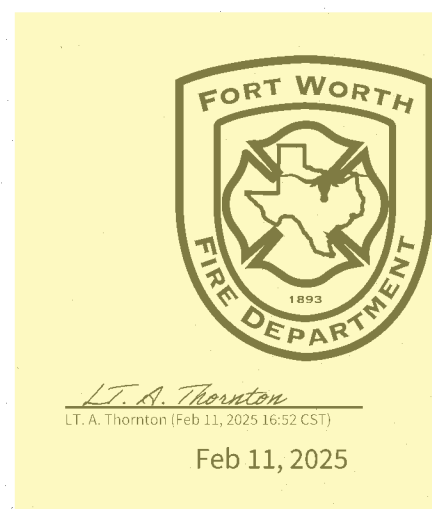 FORT WORTH
1893
FIRE DEPARTMENT
LT. A. Thornton
LT. A. Thornton (Feb 11, 2025 16:52 CST)
Feb 11, 2025